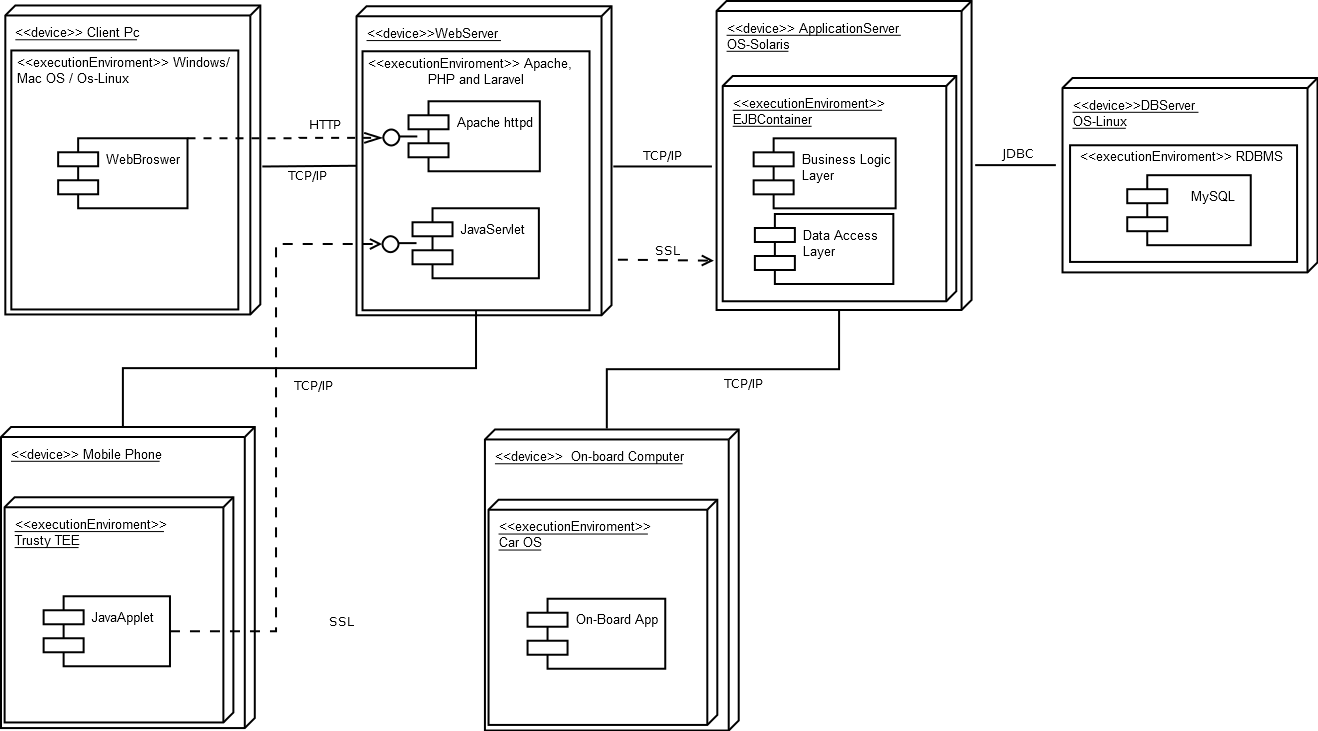 <<device>> Client Pc
<<executionEnviroment>> Windows/
Mac OS / Os-Linux
WebBroswer
HTTP
TCP/IP
<<device>>WebServer
<<executionEnviroment>> Apache,
PHP and Laravel
Apache httpd
JavaServlet
TCP/IP
SSL
<<device>> ApplicationServer
OS-Solaris
<<executionEnviroment>>
EJBContainer
Business Logic
Layer
Data Access
Layer
JDBC
<<device>>DBServer
OS-Linux
<<executionEnviroment>> RDBMS
MySQL
TCP/IP
TCP/IP
<<device>> Mobile Phone
<<executionEnviroment>>
Trusty TEE
JavaApplet
SSL
<<device>> On-board Computer
<<executionEnviroment>>
Car OS
On-Board App